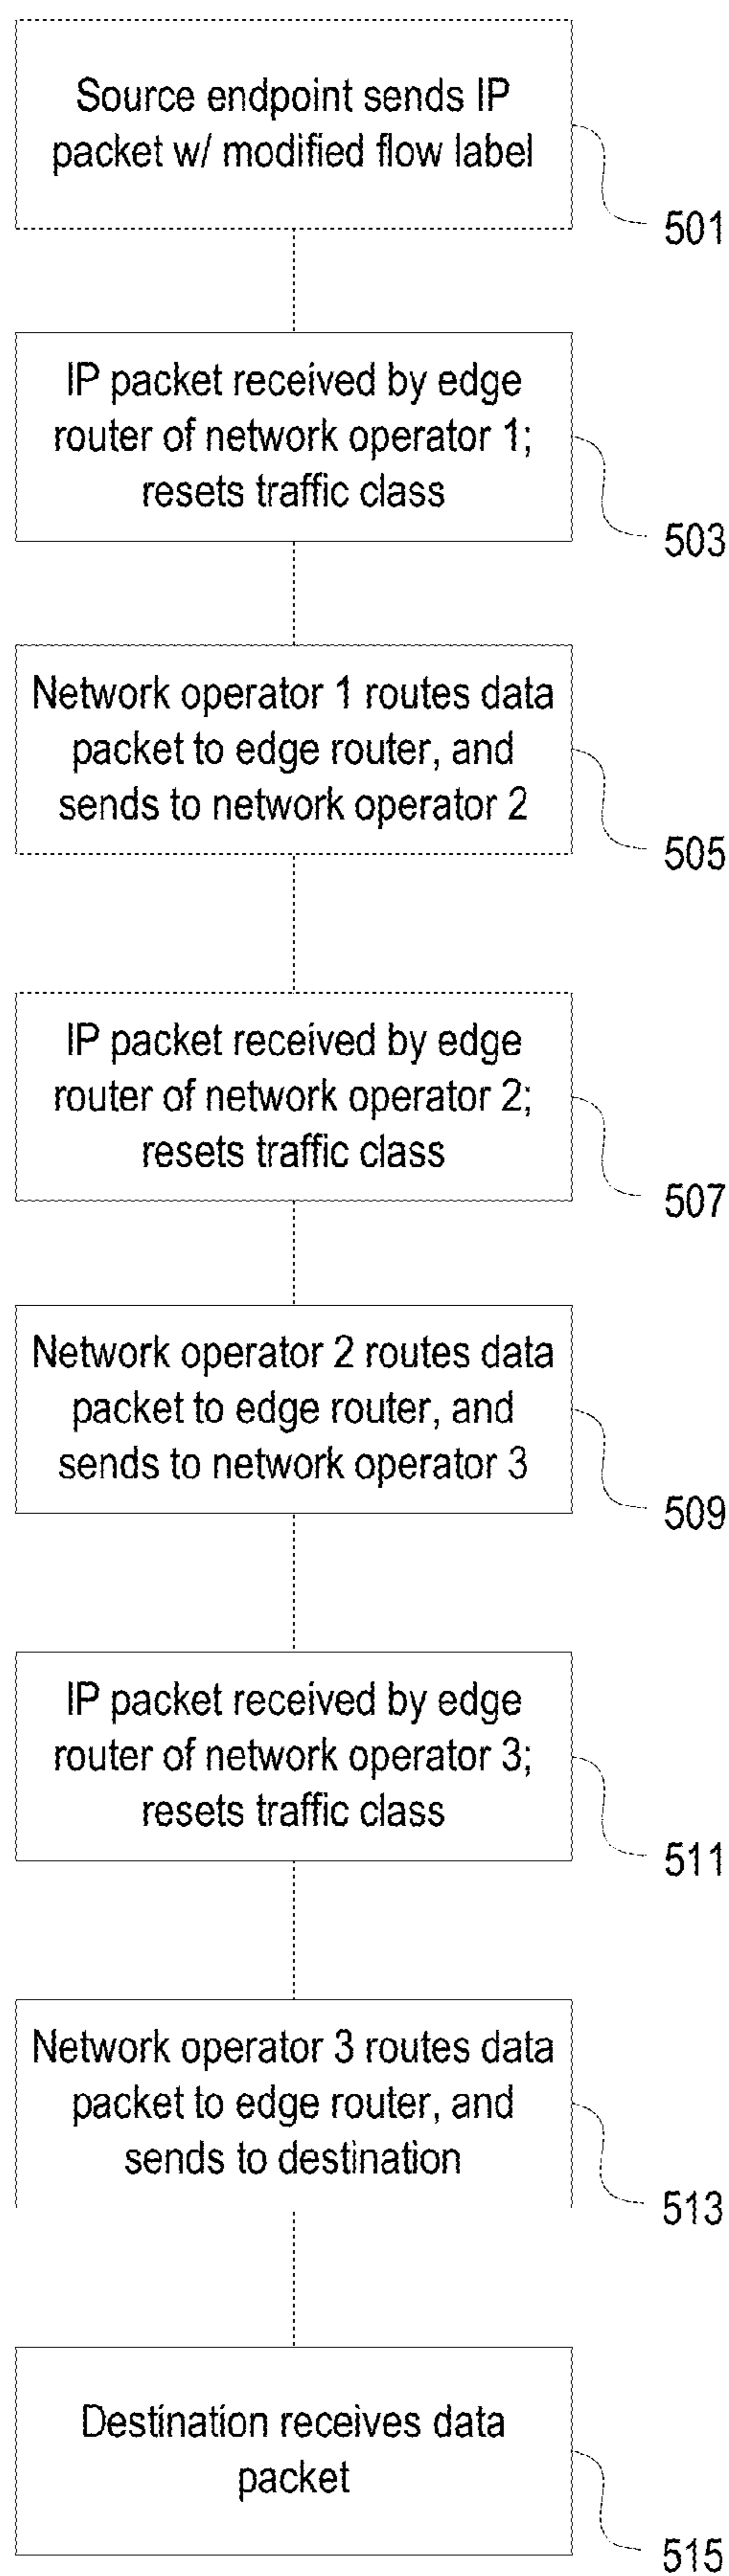 Source endpoint sends IP
packet w/ modified flow label
501
IP packet received by edge
router of network operator 1;
resets traffic class
503
Network operator 1 routes data
packet to edge router, and
sends to network operator 2
505
IP packet received by edge
router of network operator 2;
resets traffic class
507
Network operator 2 routes data
packet to edge router, and
sends to network operator 3
509
IP packet received by edge
router of network operator 3;
resets traffic class
511
Network operator 3 routes data
packet to edge router, and
sends to destination
513
Destination receives data
packet
515